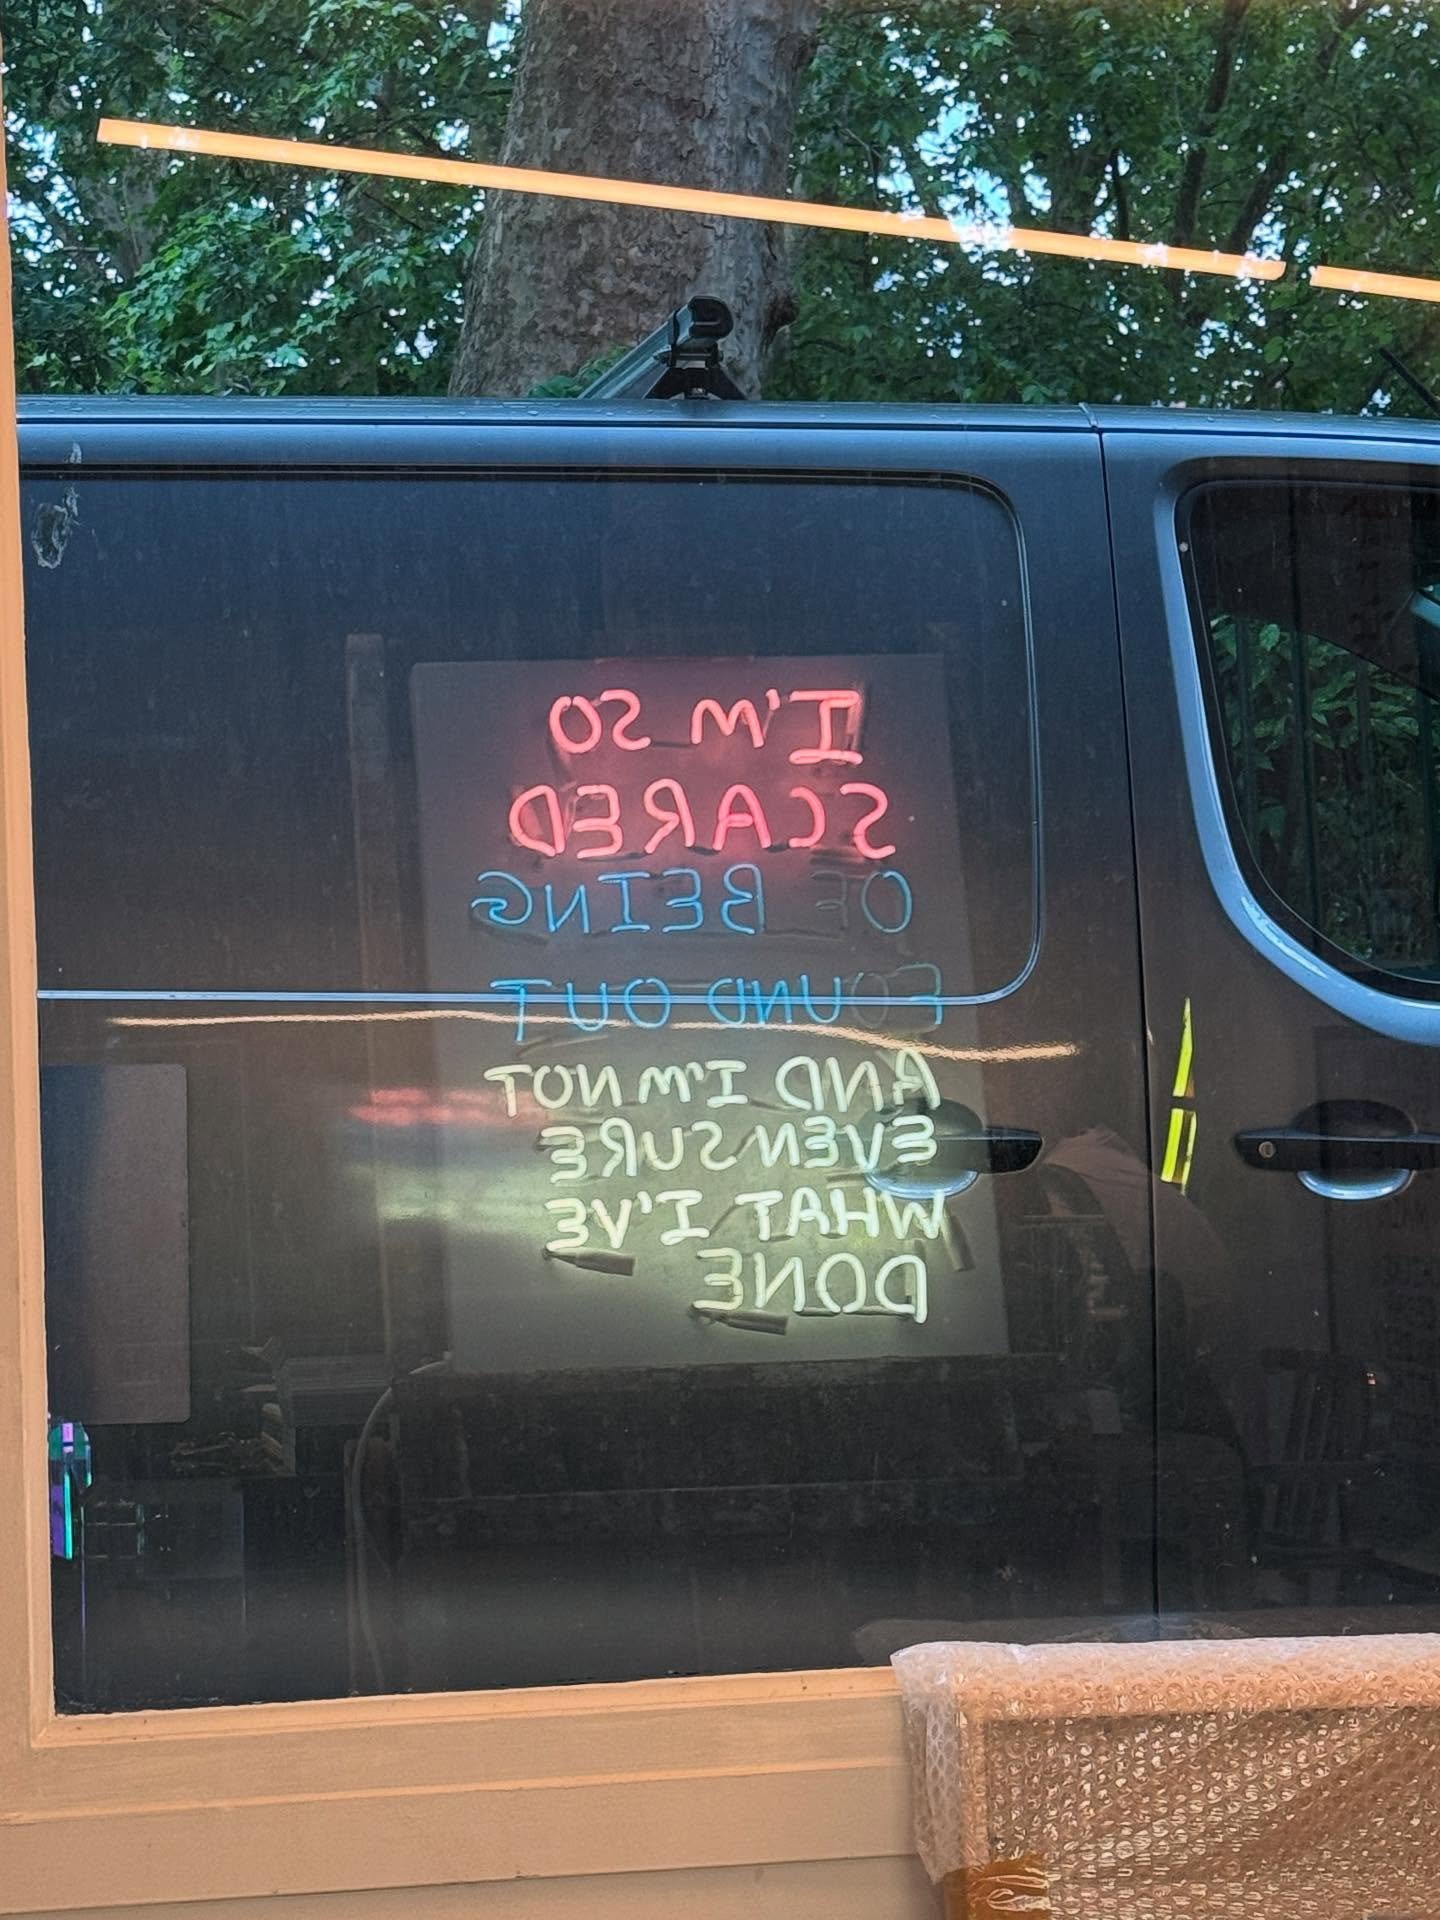 I'M SO
SCARED
OF BEING
FOUND OUT
AND I'M NOT
EVEN SURE
WHAT I'VE
DONE